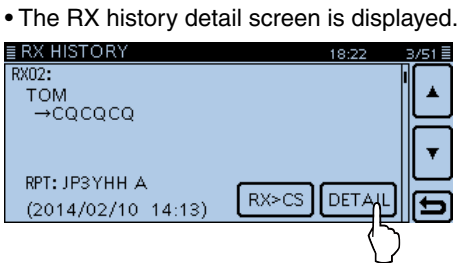 • The RX history detail screen is displayed.
RX HISTORY 18:22 3/51
RX02:
TOM
→CQCQCQ
RPT: JP3YHH A
(2014/02/10 14:13) RX>CS DETAIL